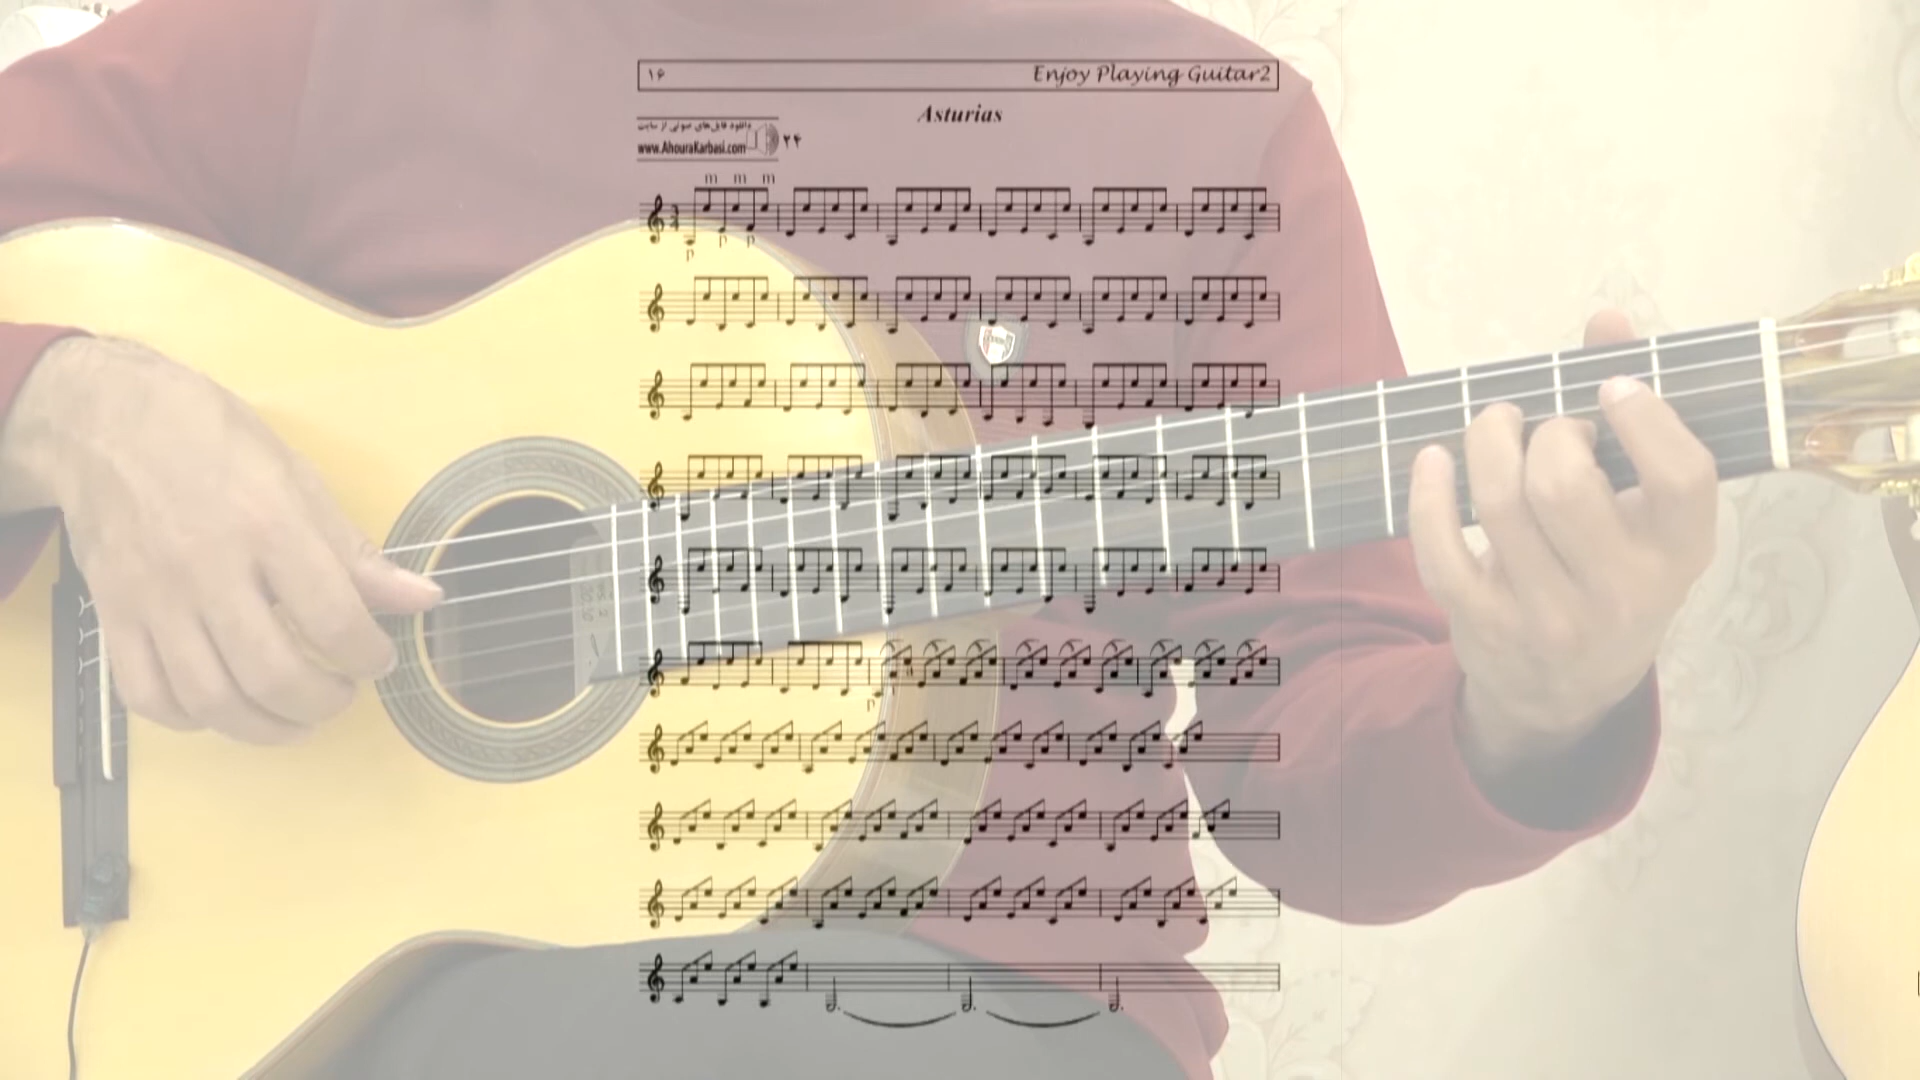 ۱۶ Enjoy Playing Guitar2
Asturias
دانلود فایل‌های صوتی از سایت
www.AhouraKarbasi.com ۲۴
m m m
p p p
p